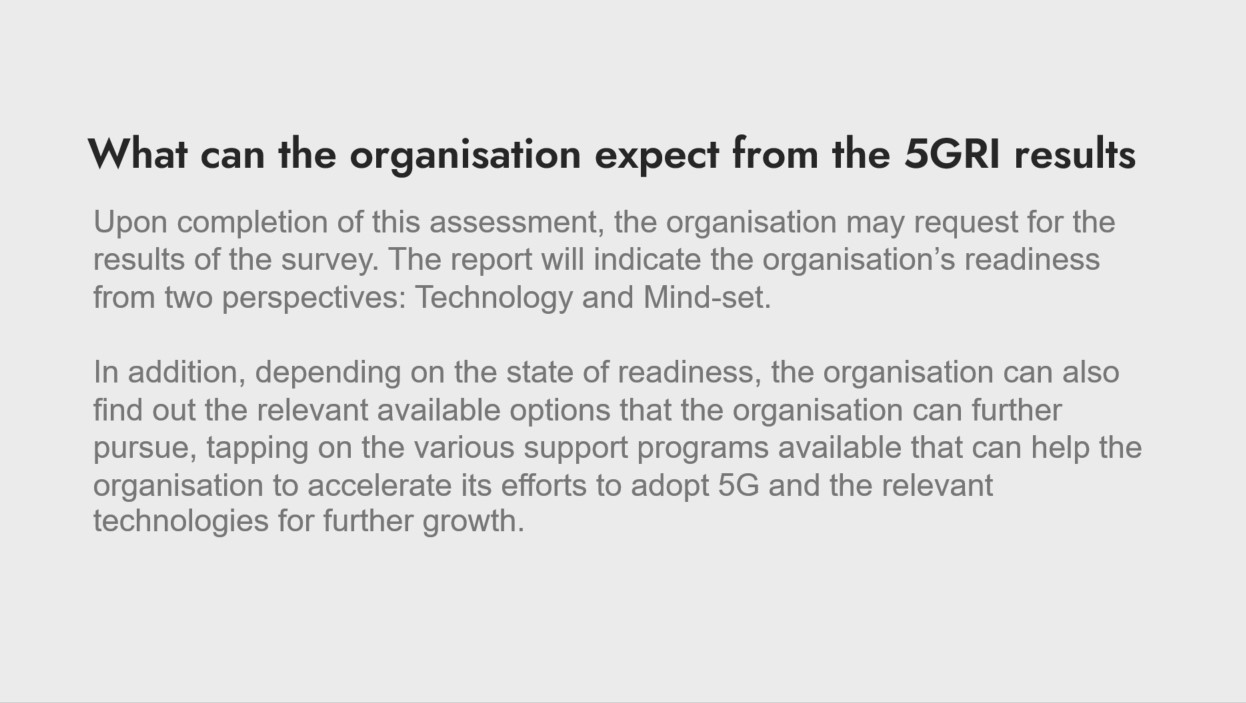 What can the organisation expect from the 5GRI results
Upon completion of this assessment, the organisation may request for the
results of the survey. The report will indicate the organisation’s readiness
from two perspectives: Technology and Mind-set.
In addition, depending on the state of readiness, the organisation can also
find out the relevant available options that the organisation can further
pursue, tapping on the various support programs available that can help the
organisation to accelerate its efforts to adopt 5G and the relevant
technologies for further growth.